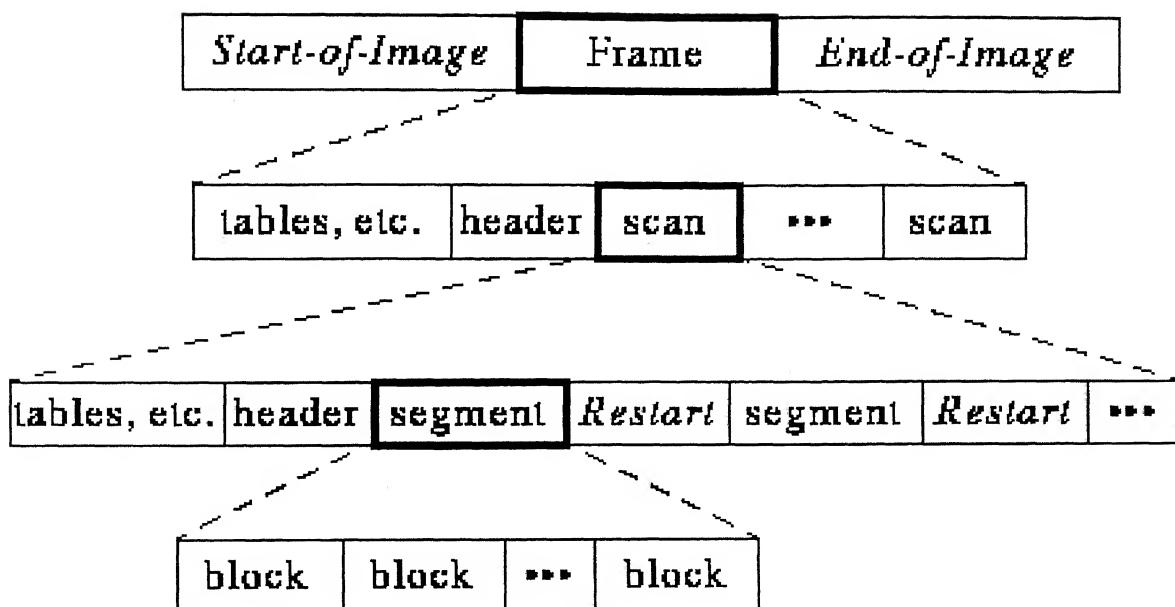 Start-of-Image Frame End-of-Image
tables, etc. header scan ••• scan
tables, etc. header segment Restart segment Restart •••
block block ••• block